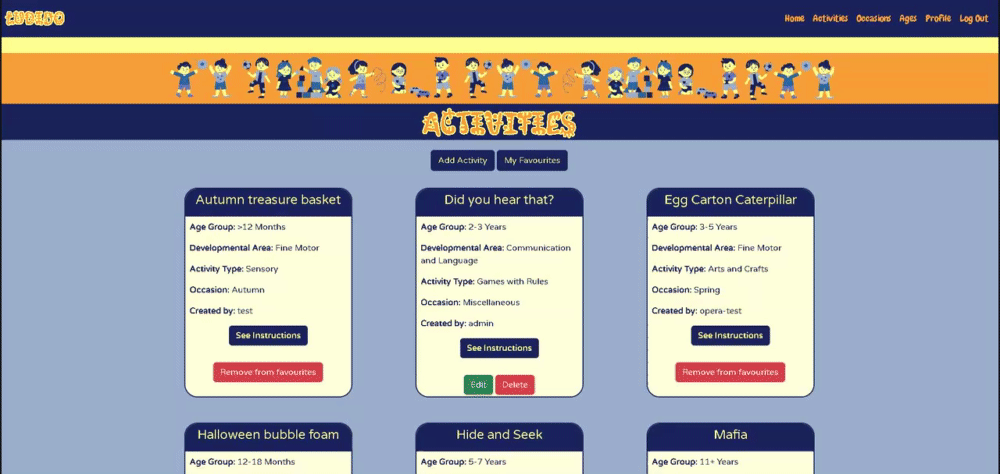 LUDIDO
Home Activities Occasions Ages Profile Log Out
ACTIVITIES
Add Activity My Favourites
Autumn treasure basket
Age Group: >12 Months
Developmental Area: Fine Motor
Activity Type: Sensory
Occasion: Autumn
Created by: test
See Instructions
Remove from favourites
Did you hear that?
Age Group: 2-3 Years
Developmental Area: Communication
and Language
Activity Type: Games with Rules
Occasion: Miscellaneous
Created by: admin
See Instructions
Edit Delete
Egg Carton Caterpillar
Age Group: 3-5 Years
Developmental Area: Fine Motor
Activity Type: Arts and Crafts
Occasion: Spring
Created by: opera-test
See Instructions
Remove from favourites
Halloween bubble foam
Age Group: 12-18 Months
Hide and Seek
Age Group: 5-7 Years
Mafia
Age Group: 11+ Years